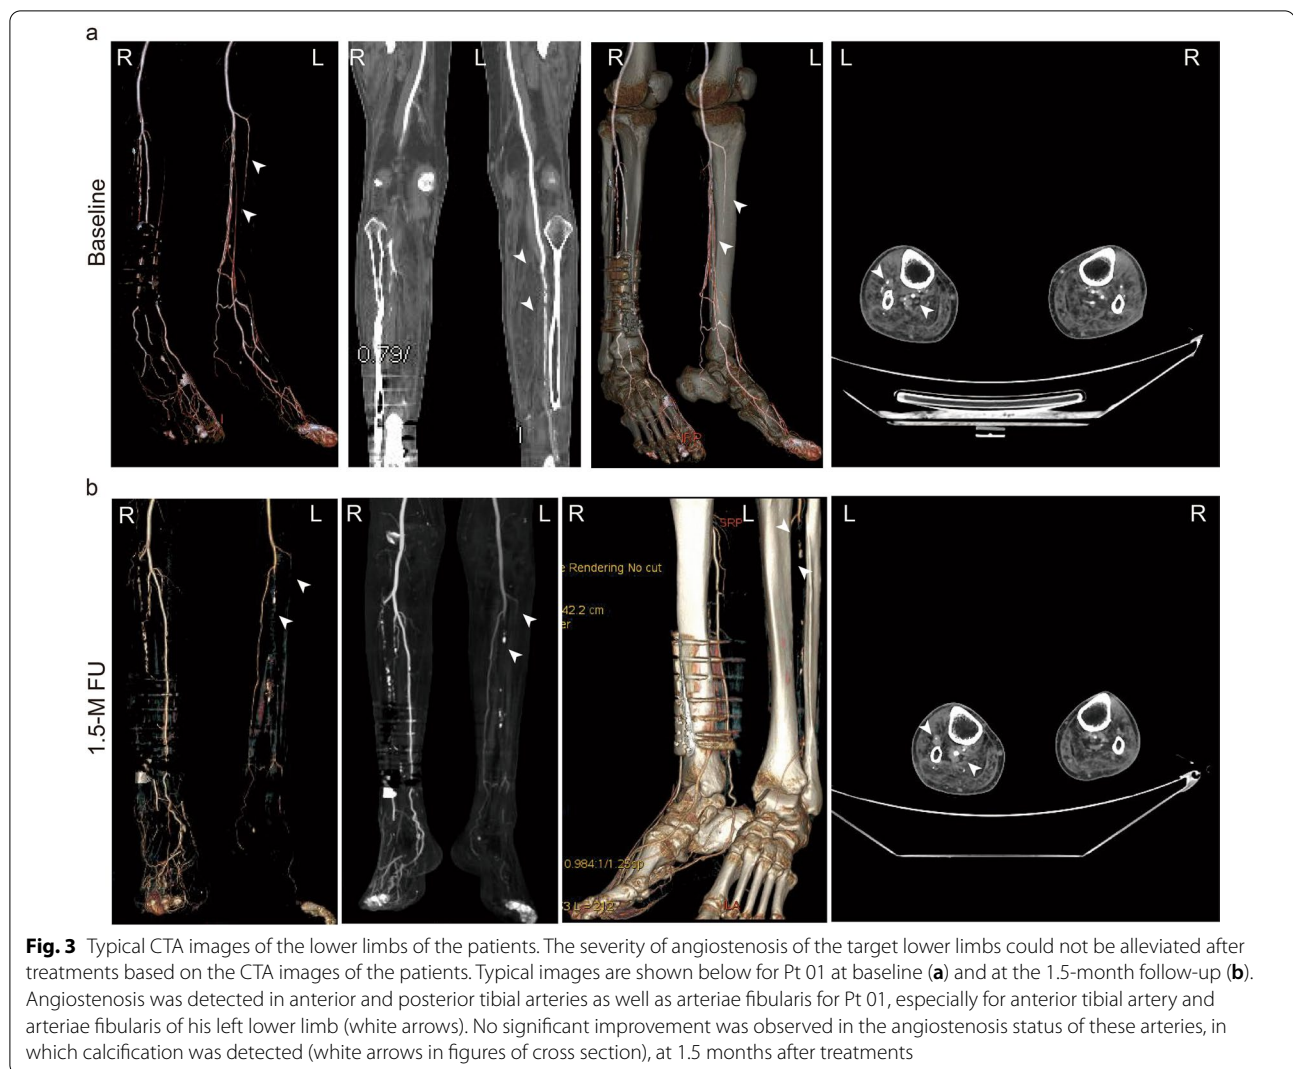 a
R L
R L
R L
L R
Baseline
0.79/
b
R L
R L
R L
L R
1.5-M FU
SRP
e Rendering No cut
42.2 cm
er
0.984:1/1.25sp
ILA
Fig. 3 Typical CTA images of the lower limbs of the patients. The severity of angiostenosis of the target lower limbs could not be alleviated after
treatments based on the CTA images of the patients. Typical images are shown below for Pt 01 at baseline (a) and at the 1.5-month follow-up (b).
Angiostenosis was detected in anterior and posterior tibial arteries as well as arteriae fibularis for Pt 01, especially for anterior tibial artery and
arteriae fibularis of his left lower limb (white arrows). No significant improvement was observed in the angiostenosis status of these arteries, in
which calcification was detected (white arrows in figures of cross section), at 1.5 months after treatments